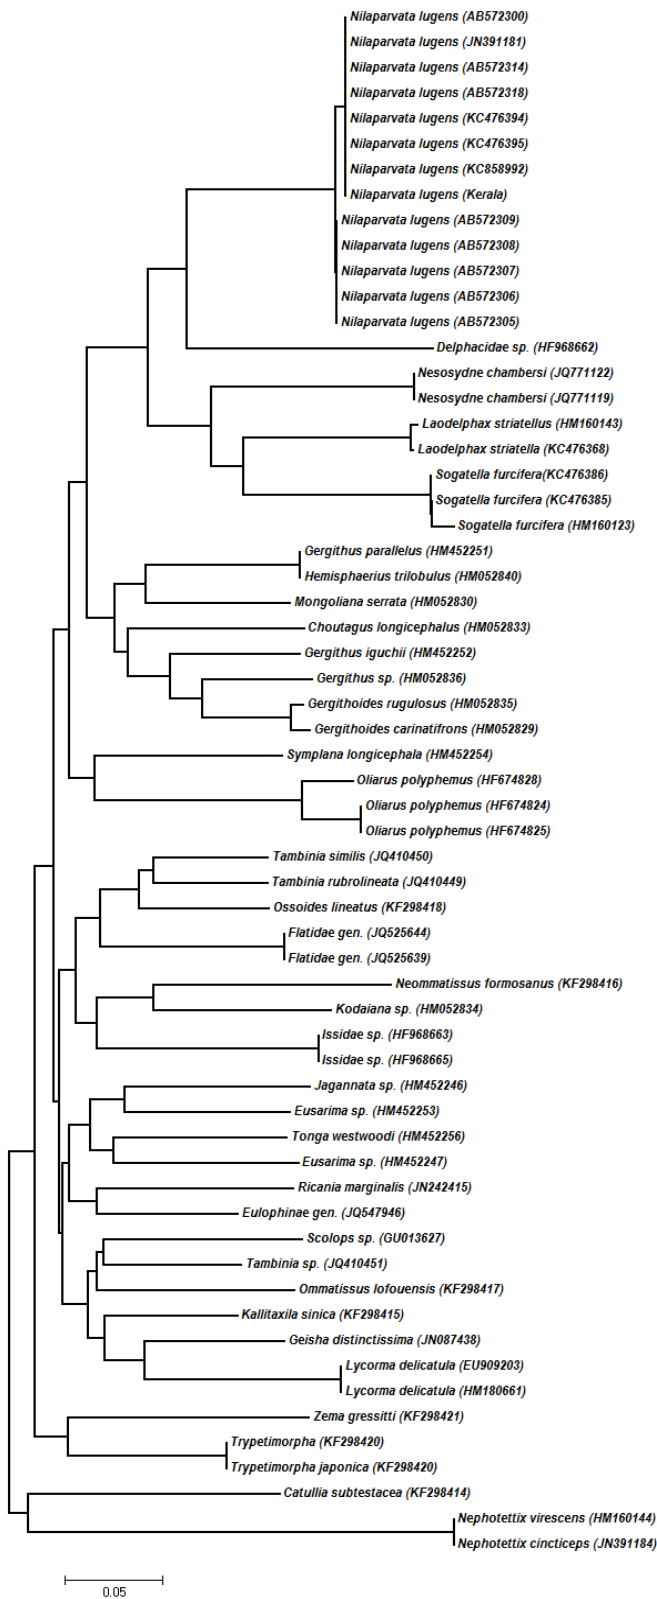 Nilaparvata lugens (AB572300)
Nilaparvata lugens (JN391181)
Nilaparvata lugens (AB572314)
Nilaparvata lugens (AB572318)
Nilaparvata lugens (KC476394)
Nilaparvata lugens (KC476395)
Nilaparvata lugens (KC858992)
Nilaparvata lugens (Kerala)
Nilaparvata lugens (AB572309)
Nilaparvata lugens (AB572308)
Nilaparvata lugens (AB572307)
Nilaparvata lugens (AB572306)
Nilaparvata lugens (AB572305)
Delphacidae sp. (HF968662)
Nesosydne chambersi (JQ771122)
Nesosydne chambersi (JQ771119)
Laodelphax striatellus (HM160143)
Laodelphax striatella (KC476368)
Sogatella furcifera(KC476386)
Sogatella furcifera (KC476385)
Sogatella furcifera (HM160123)
Gergithus parallelus (HM452251)
Hemisphaerius trilobulus (HM052840)
Mongoliana serrata (HM052830)
Choutagus longicephalus (HM052833)
Gergithus iguchii (HM452252)
Gergithus sp. (HM052836)
Gergithoides rugulosus (HM052835)
Gergithoides carinatifrons (HM052829)
Symplana longicephala (HM452254)
Oliarus polyphemus (HF674828)
Oliarus polyphemus (HF674824)
Oliarus polyphemus (HF674825)
Tambinia similis (JQ410450)
Tambinia rubrolineata (JQ410449)
Ossoides lineatus (KF298418)
Flatidae gen. (JQ525644)
Flatidae gen. (JQ525639)
Neommatissus formosanus (KF298416)
Kodaiana sp. (HM052834)
Issidae sp. (HF968663)
Issidae sp. (HF968665)
Jagannata sp. (HM452246)
Eusarima sp. (HM452253)
Tonga westwoodi (HM452256)
Eusarima sp. (HM452247)
Ricania marginalis (JN242415)
Eulophinae gen. (JQ547946)
Scolops sp. (GU013627)
Tambinia sp. (JQ410451)
Ommatissus lofouensis (KF298417)
Kallitaxila sinica (KF298415)
Geisha distinctissima (JN087438)
Lycorma delicatula (EU909203)
Lycorma delicatula (HM180661)
Zema gressitti (KF298421)
Trypetimorpha (KF298420)
Trypetimorpha japonica (KF298420)
Catullia subtestacea (KF298414)
Nephotettix virescens (HM160144)
Nephotettix cincticeps (JN391184)
0.05